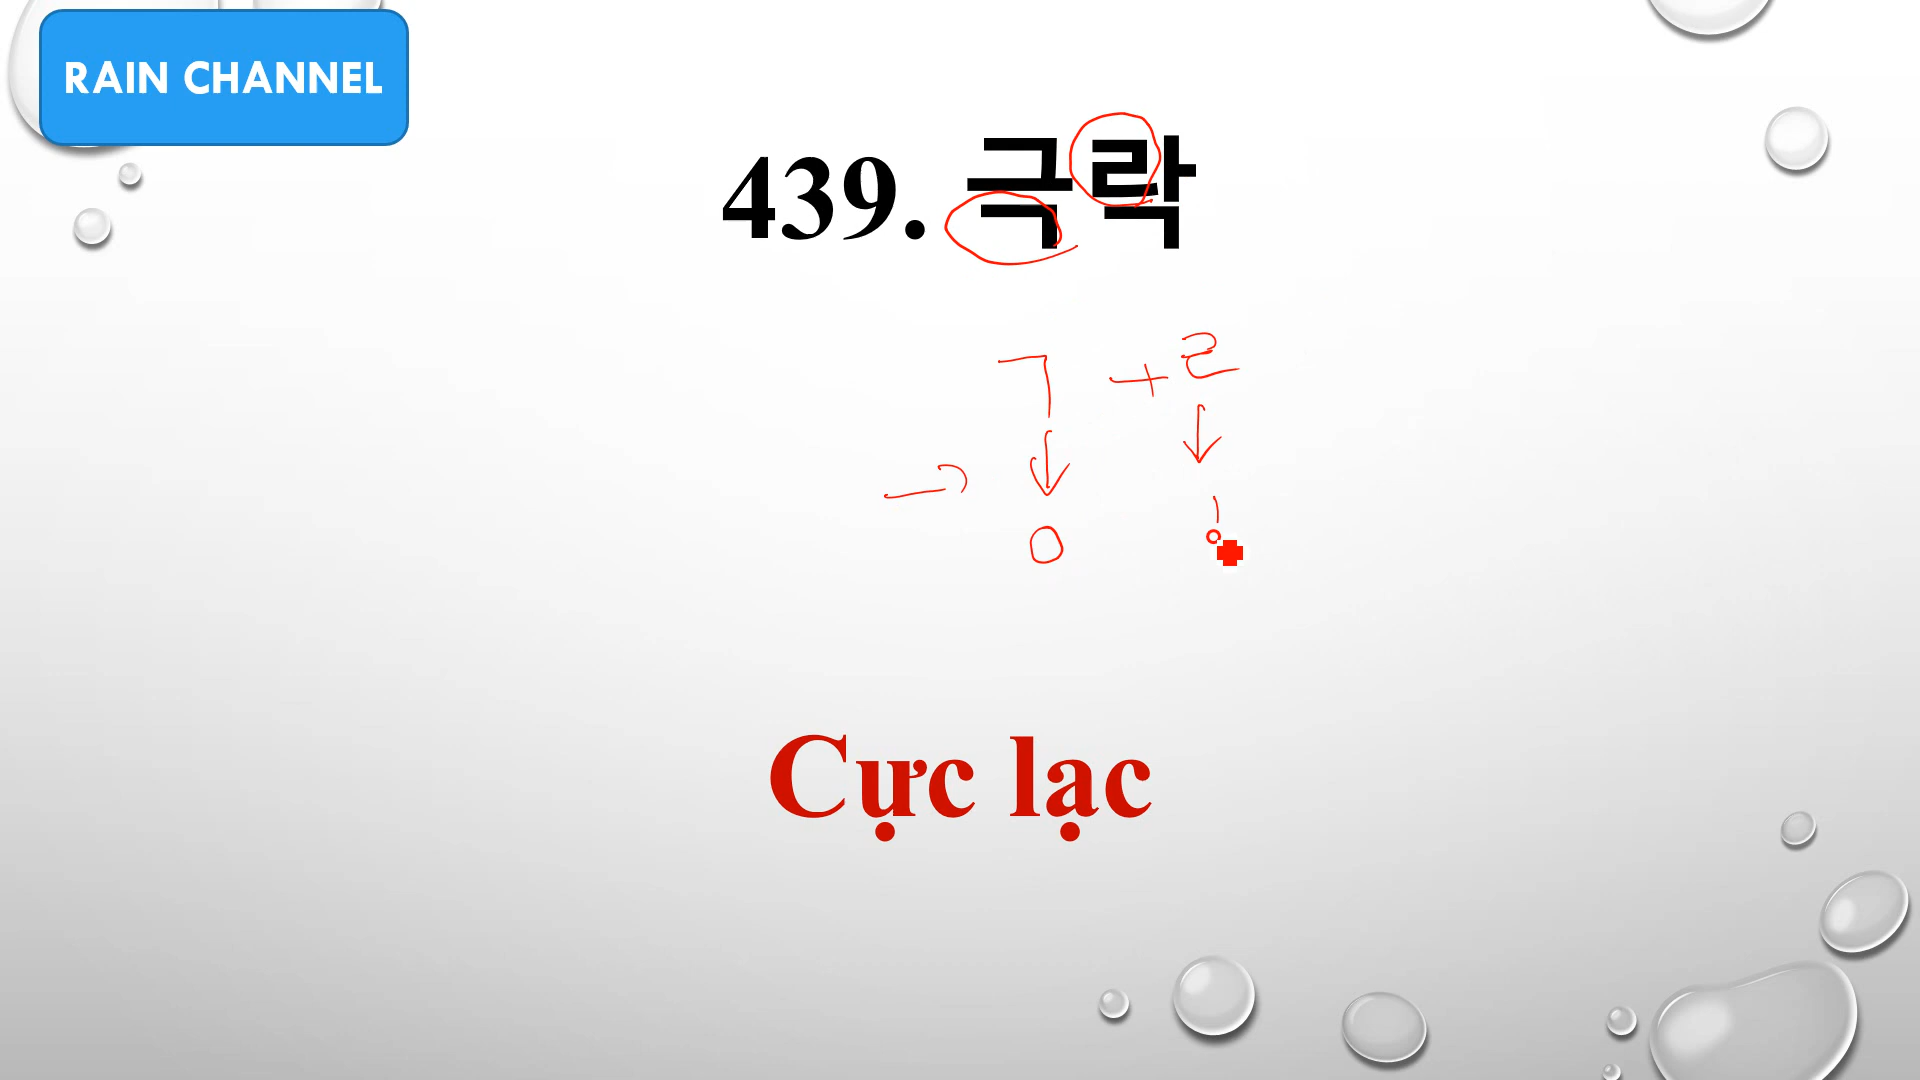 RAIN CHANNEL
439. 극락
ㄱ + ㄹ
ㅇ
Cực lạc